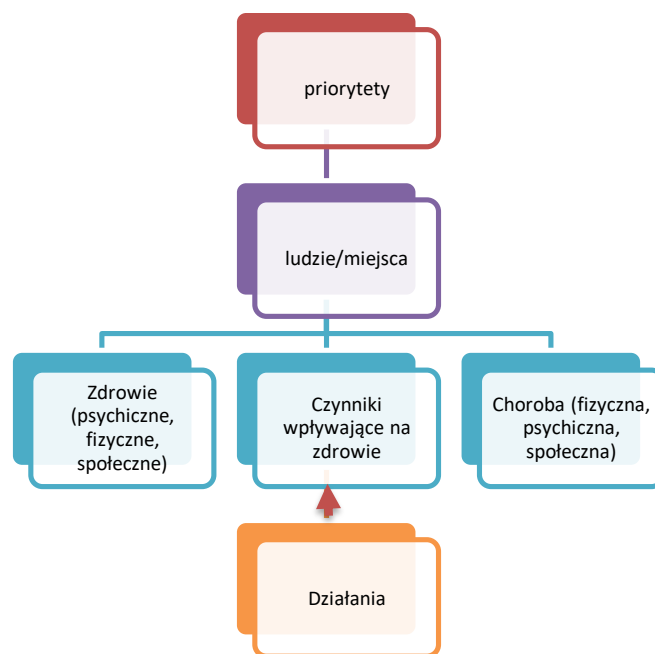 priorytety
ludzie/miejsca
Zdrowie
(psychiczne,
fizyczne,
społeczne)
Czynniki
wpływające na
zdrowie
Choroba (fizyczna,
psychiczna,
społeczna)
Działania